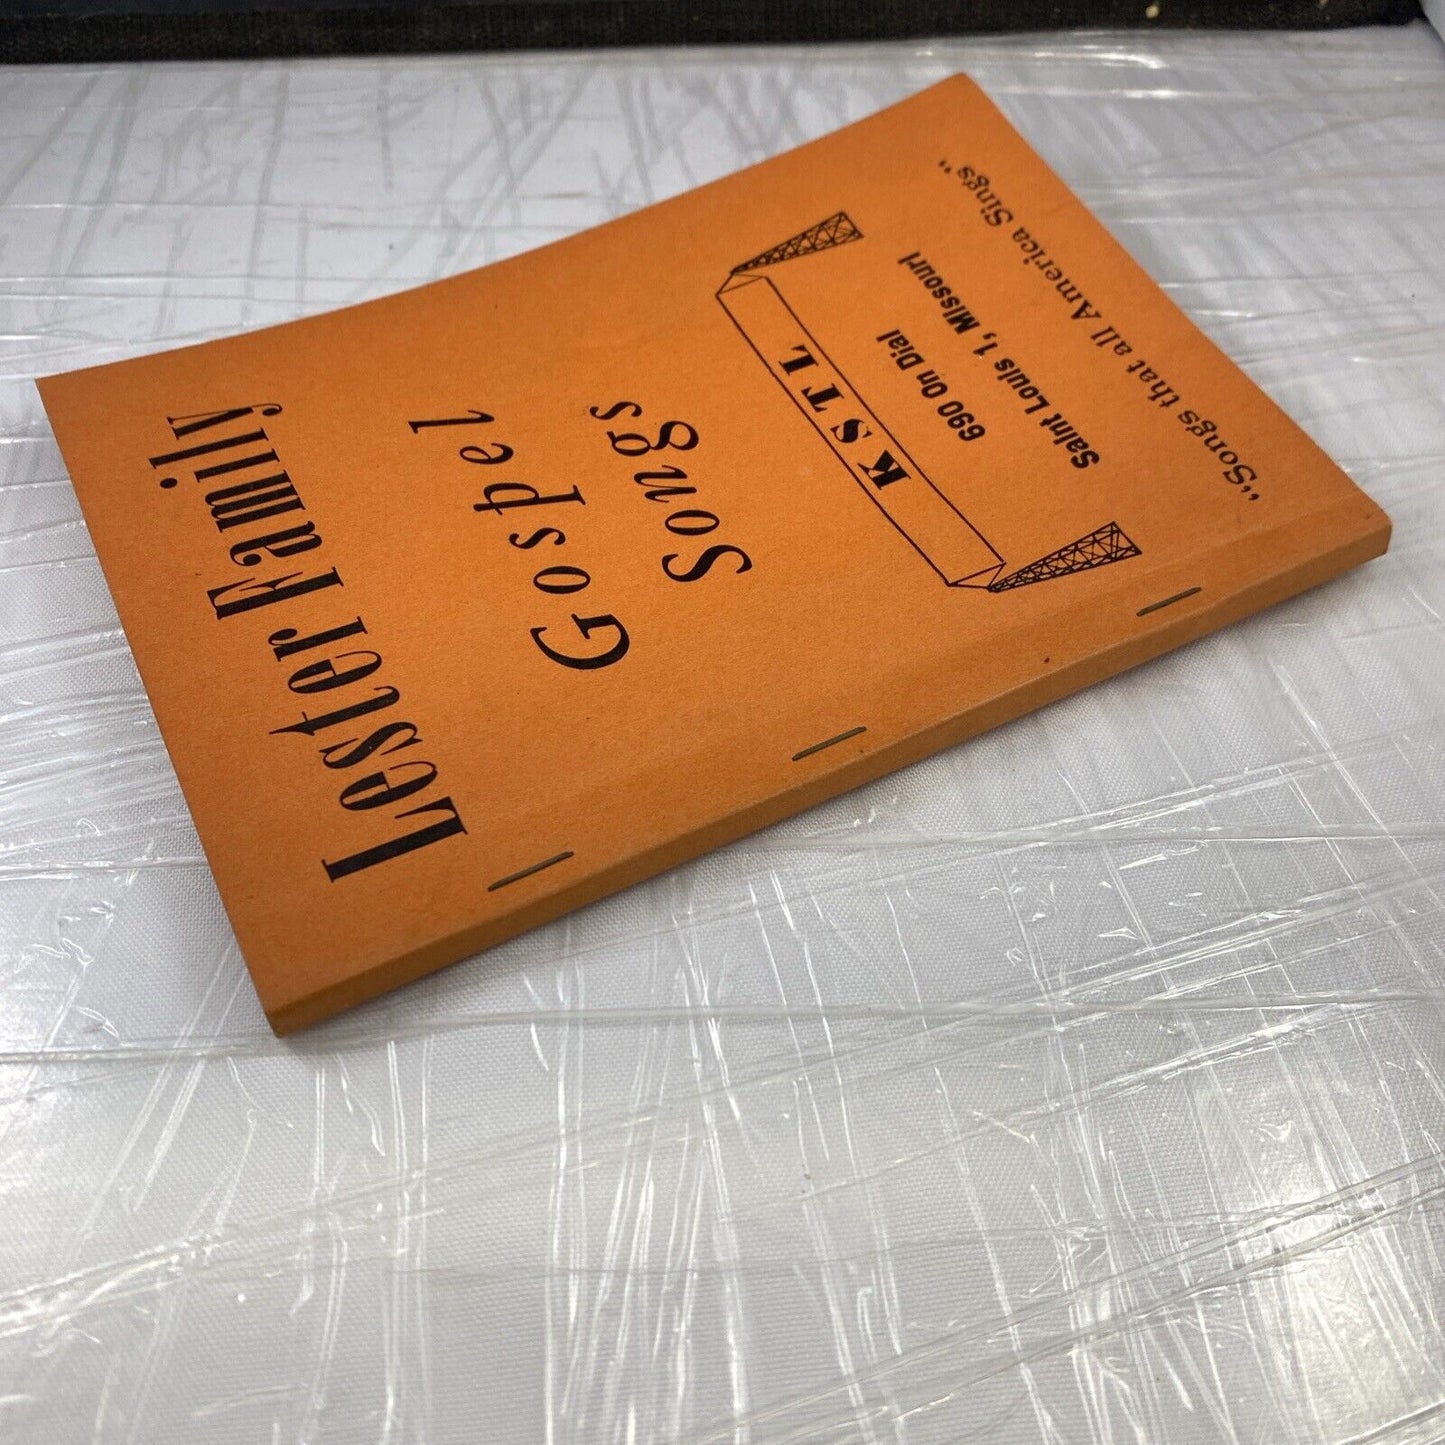 Lester Family
Gospel
Songs
KSTL
690 On Dial
Saint Louis 1, Missouri
"Songs that all America Sings"